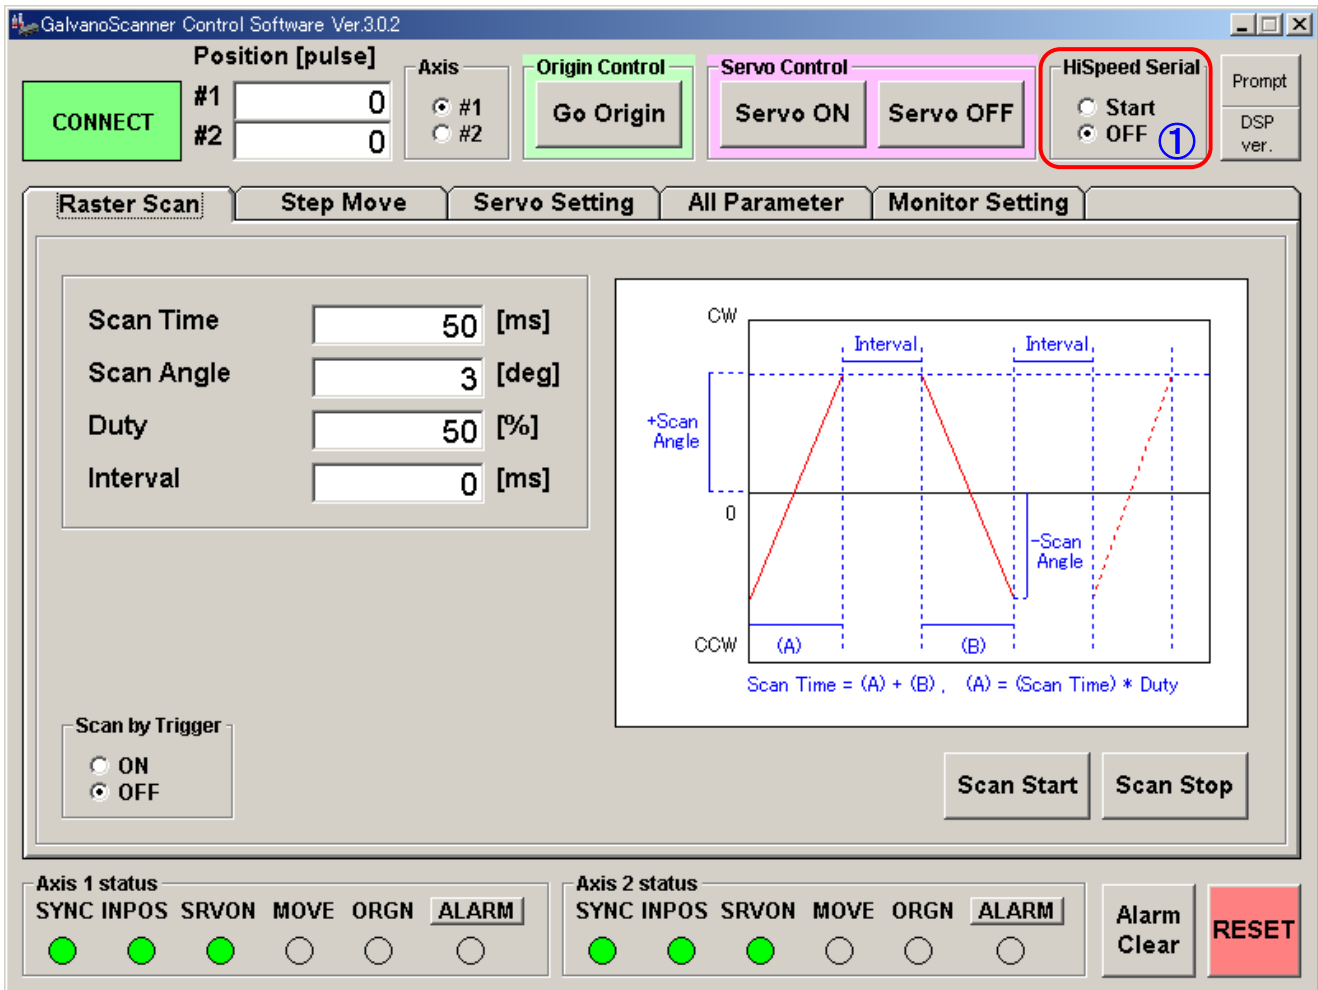 GalvanoScanner Control Software Ver.3.0.2
Position [pulse]
#1 0
#2 0
CONNECT
Axis
#1
#2
Origin Control
Go Origin
Servo Control
Servo ON Servo OFF
HiSpeed Serial
Start
OFF ①
Prompt
DSP
ver.
Raster Scan Step Move Servo Setting All Parameter Monitor Setting
Scan Time 50 [ms]
Scan Angle 3 [deg]
Duty 50 [%]
Interval 0 [ms]
CW
Interval Interval
+Scan
Angle
0
-Scan
Angle
CCW (A) (B)
Scan Time = (A) + (B) , (A) = (Scan Time) * Duty
Scan by Trigger
ON
OFF
Scan Start Scan Stop
Axis 1 status
SYNC INPOS SRVON MOVE ORGN ALARM
Axis 2 status
SYNC INPOS SRVON MOVE ORGN ALARM
Alarm
Clear
RESET